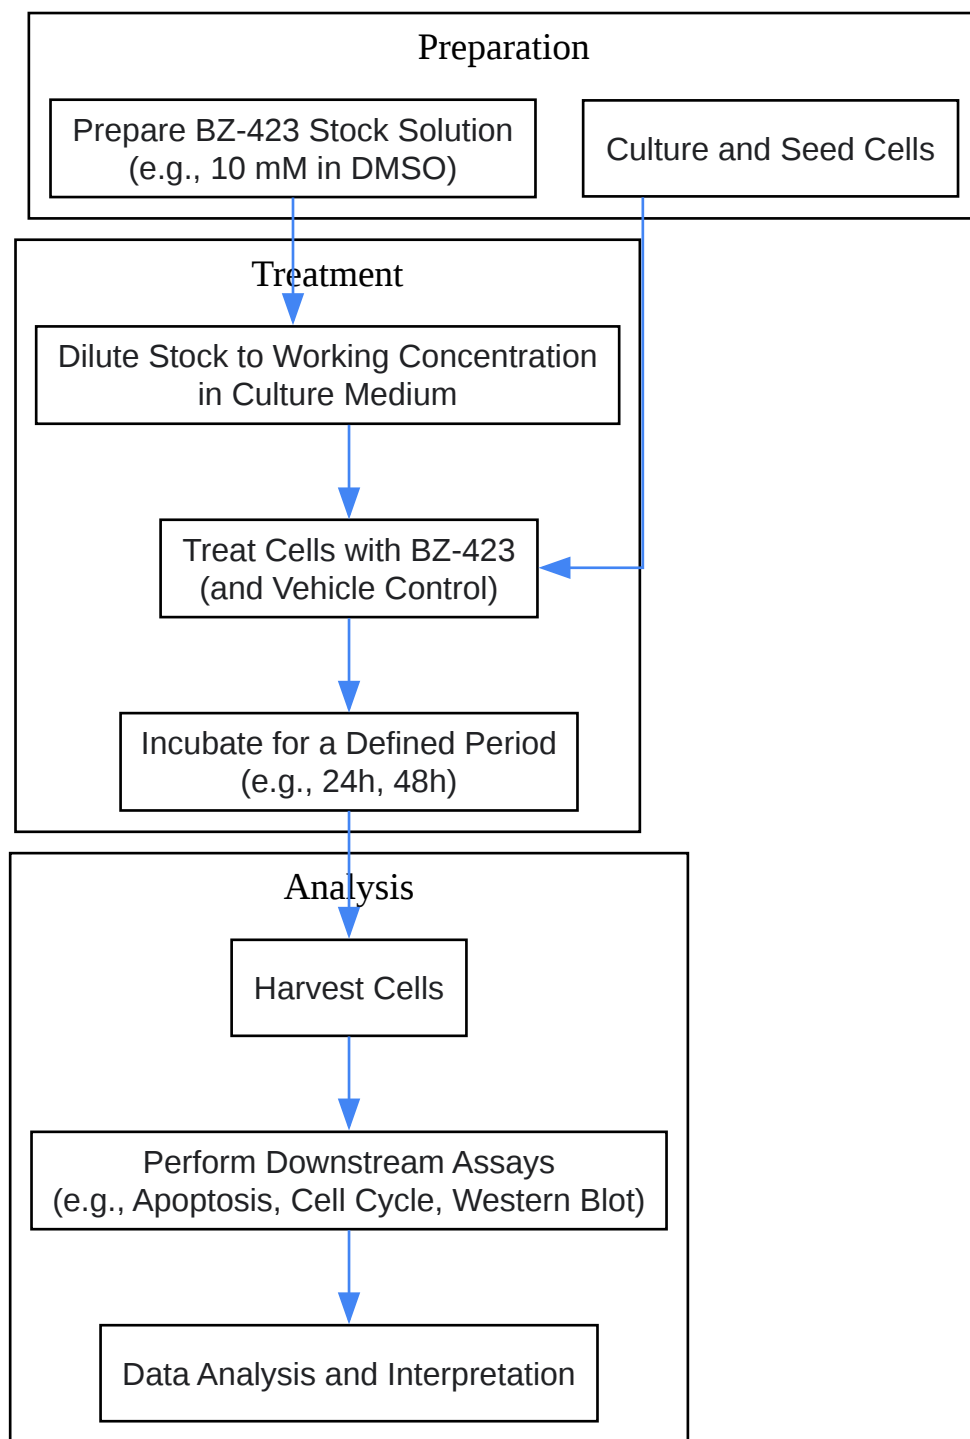 Preparation
Prepare BZ-423 Stock Solution
(e.g., 10 mM in DMSO)
Culture and Seed Cells
Treatment
Dilute Stock to Working Concentration
in Culture Medium
Treat Cells with BZ-423
(and Vehicle Control)
Incubate for a Defined Period
(e.g., 24h, 48h)
Analysis
Harvest Cells
Perform Downstream Assays
(e.g., Apoptosis, Cell Cycle, Western Blot)
Data Analysis and Interpretation